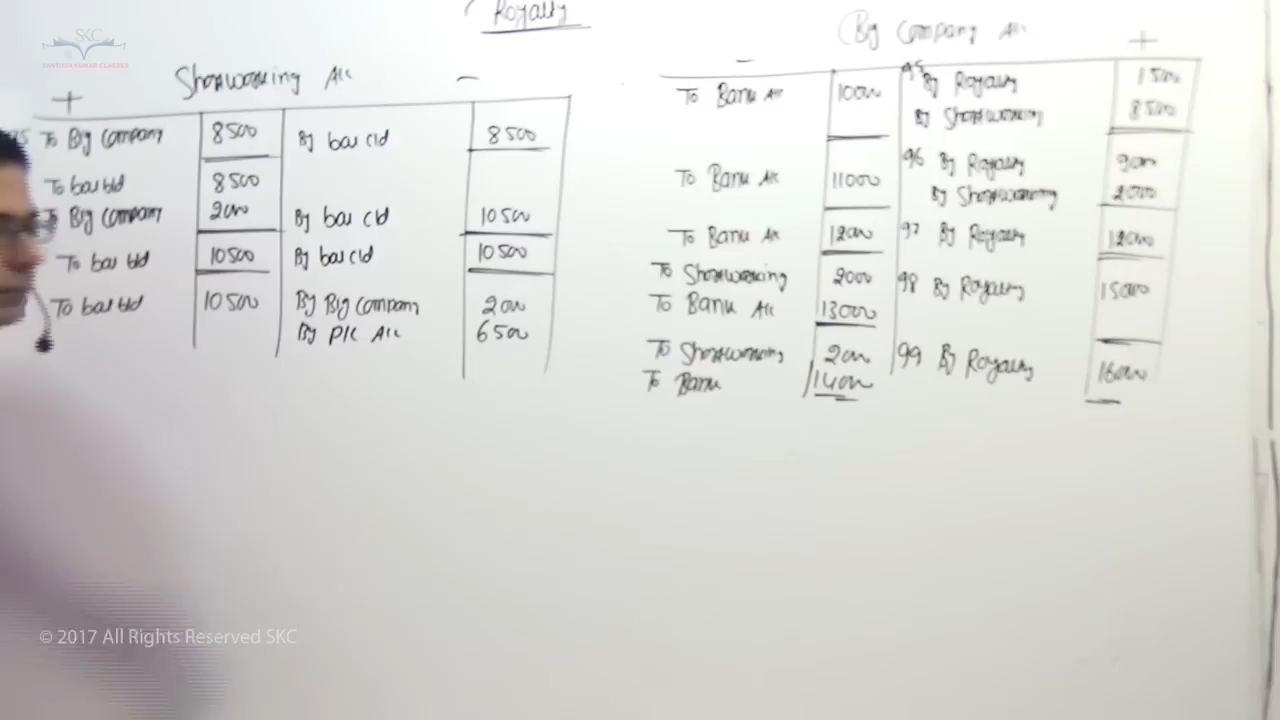 Royalty
SKC
Shortworking A/c
+
-
To Big Company 8500 By bal c/d 8500
To bal b/d 8500
To Big Company 2000 By bal c/d 10500
To bal b/d 10500 By bal c/d 10500
To bal b/d 10500 By Big Company 2000
By P/L A/c 6500
Big Company A/c
-
+
To Bank A/c 10000 95 By Royalty 1500
By Shortworking 8500
To Bank A/c 11000 96 By Royalty 9000
By Shortworking 2000
To Bank A/c 12000 97 By Royalty 12000
To Shortworking 2000 98 By Royalty 15000
To Bank A/c 13000
To Shortworking 2000 99 By Royalty 16000
To Bank 14000
© 2017 All Rights Reserved SKC